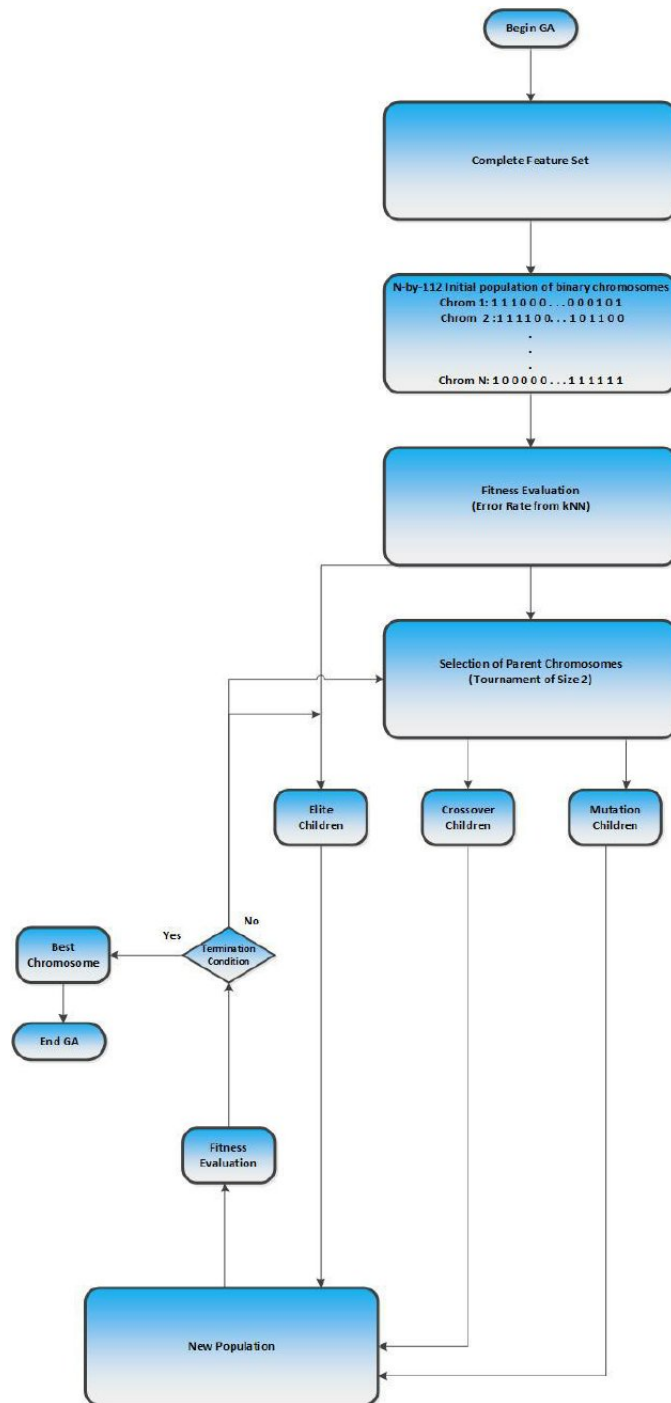 Begin GA
Complete Feature Set
N-by-112 Initial population of binary chromosomes
Chrom 1: 1 1 1 0 0 0 . . . 0 0 0 1 0 1
Chrom 2 :1 1 1 1 0 0. . . 1 0 1 1 0 0
.
.
.
Chrom N: 1 0 0 0 0 0 . . . 1 1 1 1 1 1
Fitness Evaluation
(Error Rate from kNN)
Selection of Parent Chromosomes
(Tournament of Size 2)
Elite
Children
Crossover
Children
Mutation
Children
No
Yes
Termination
Condition
Best
Chromosome
End GA
Fitness
Evaluation
New Population